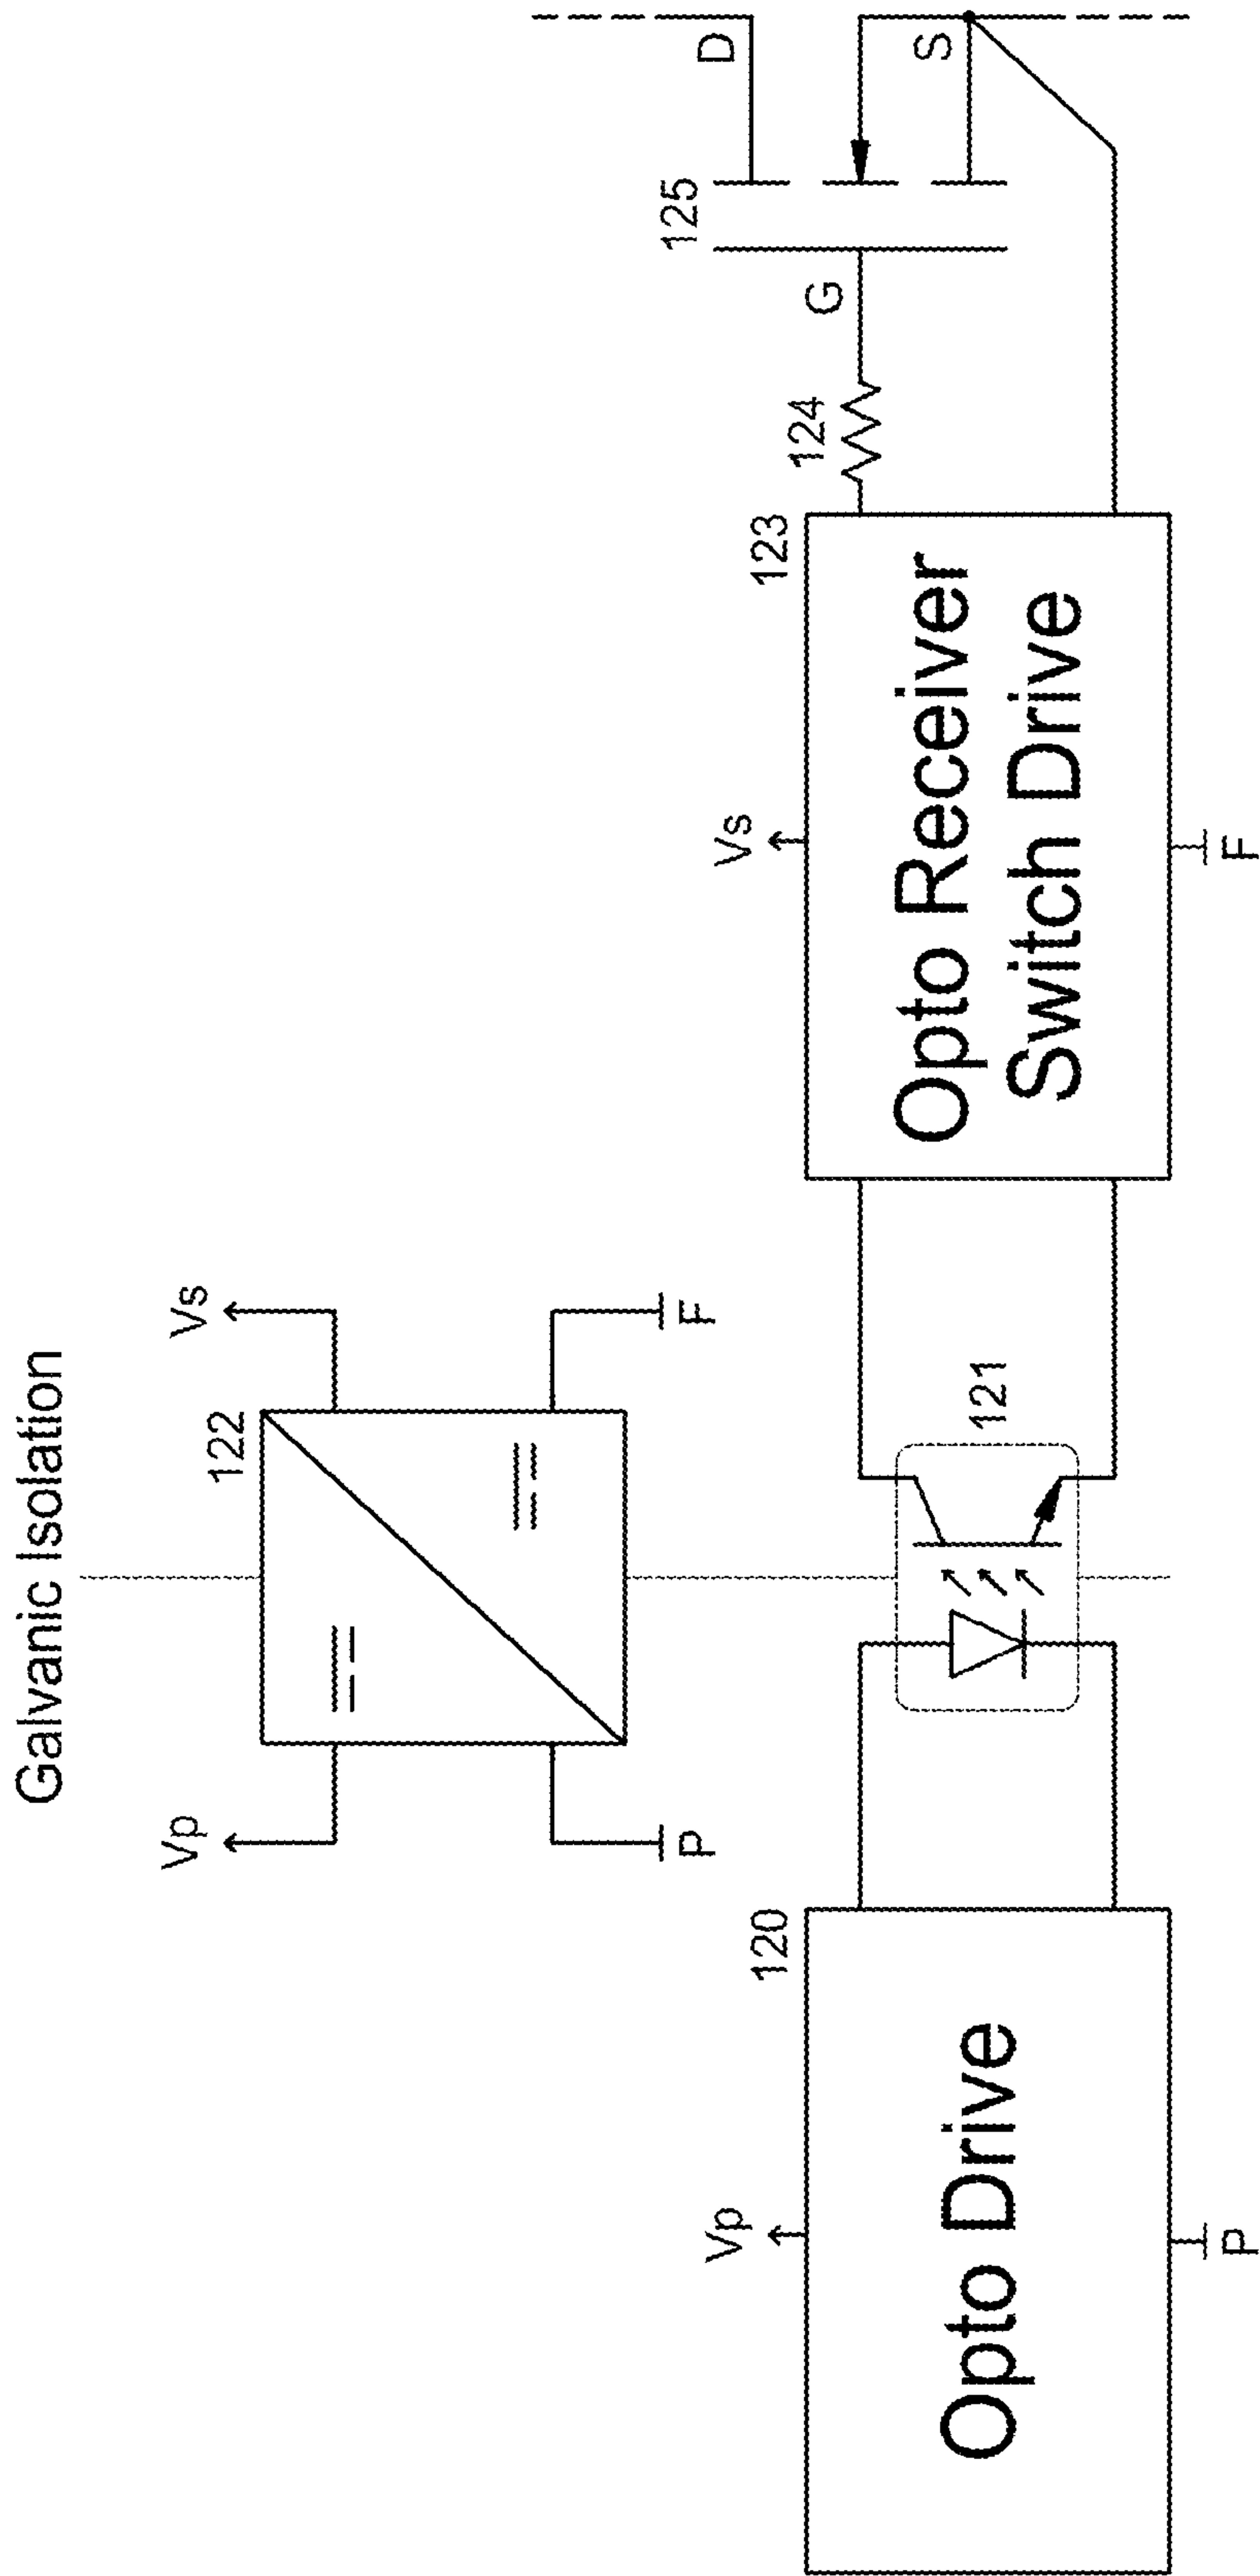 Galvanic Isolation
Vp
Vs
122
P
F
D
125
S
G
124
Vp
120
Opto Drive
P
121
Vs
123
Opto Receiver
Switch Drive
F